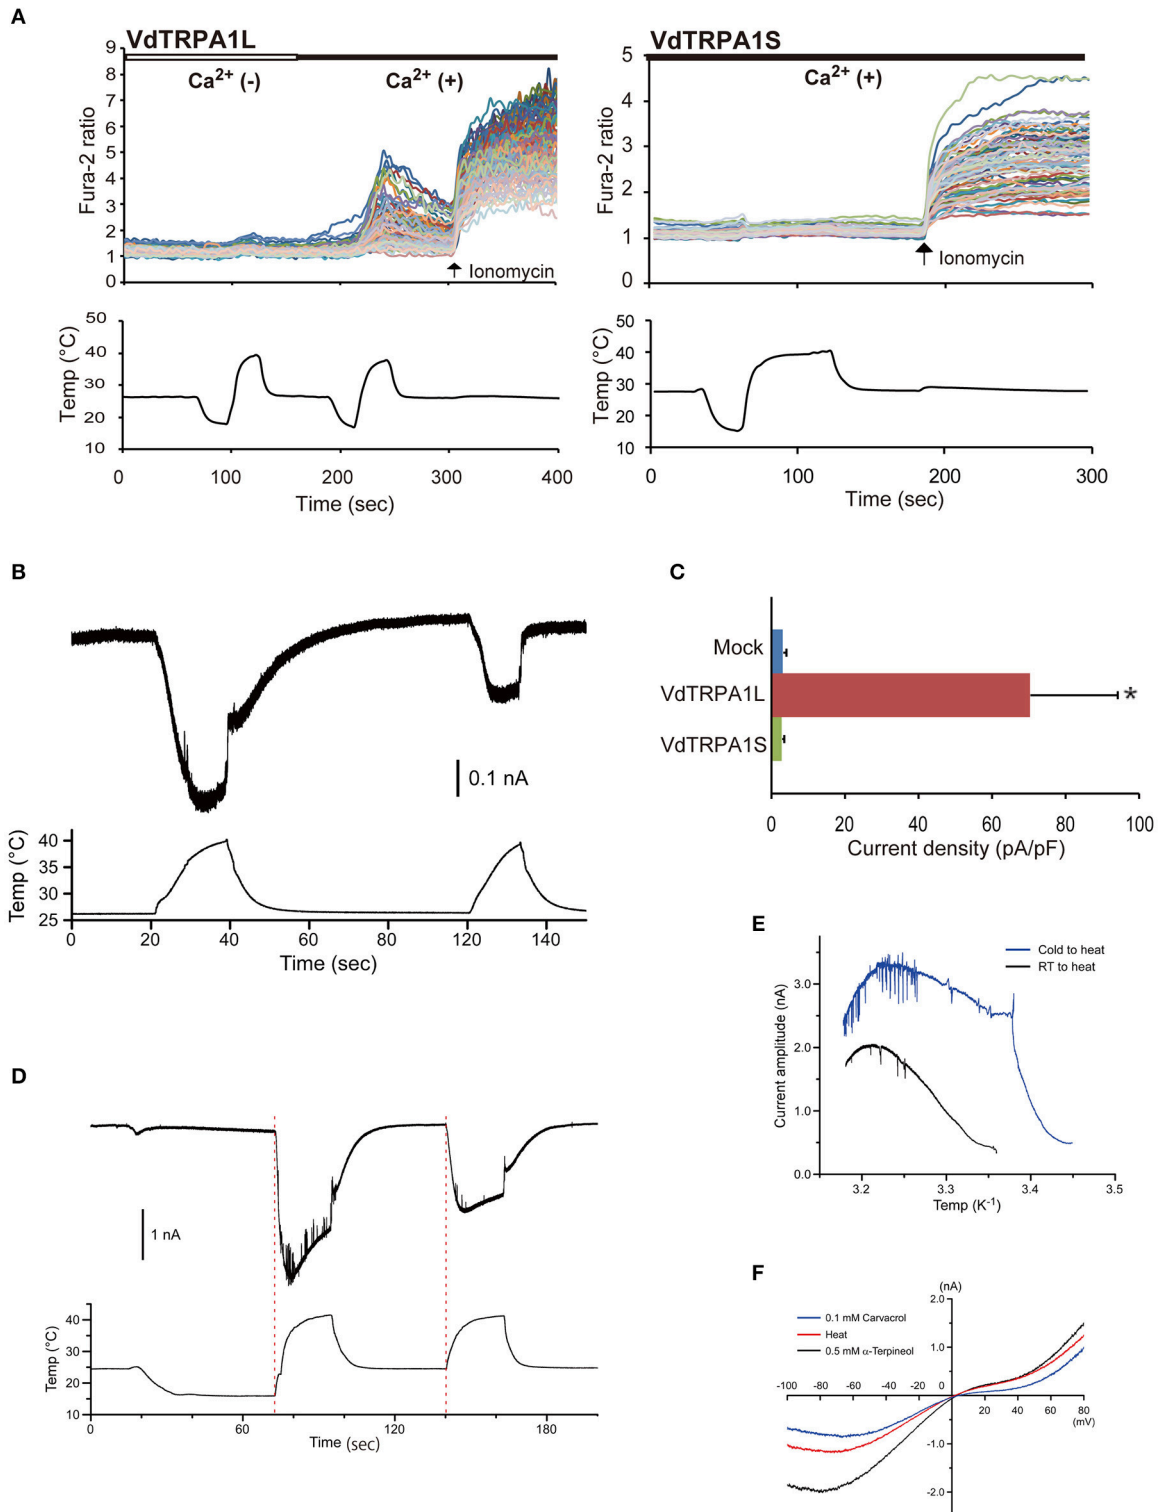 A
VdTRPA1L
Ca2+ (-)
Ca2+ (+)
Fura-2 ratio
9
8
7
6
5
4
3
2
1
0
Ionomycin
Temp (°C)
50
40
30
20
10
0
100
200
300
400
Time (sec)
VdTRPA1S
Ca2+ (+)
Fura-2 ratio
5
4
3
2
1
0
Ionomycin
Temp (°C)
50
40
30
20
10
0
100
200
300
Time (sec)
B
0.1 nA
Temp (°C)
40
35
30
25
0
20
40
60
80
100
120
140
Time (sec)
C
Mock
VdTRPA1L
*
VdTRPA1S
0
20
40
60
80
100
Current density (pA/pF)
D
1 nA
Temp (°C)
40
30
20
10
0
60
120
180
Time (sec)
E
Cold to heat
RT to heat
Current amplitude (nA)
3.0
2.0
1.0
0.0
3.2
3.3
3.4
3.5
Temp (K-1)
F
(nA)
2.0
0.1 mM Carvacrol
Heat
0.5 mM α-Terpineol
1.0
-100
-80
-60
-40
-20
0
20
40
60
80
(mV)
-1.0
-2.0